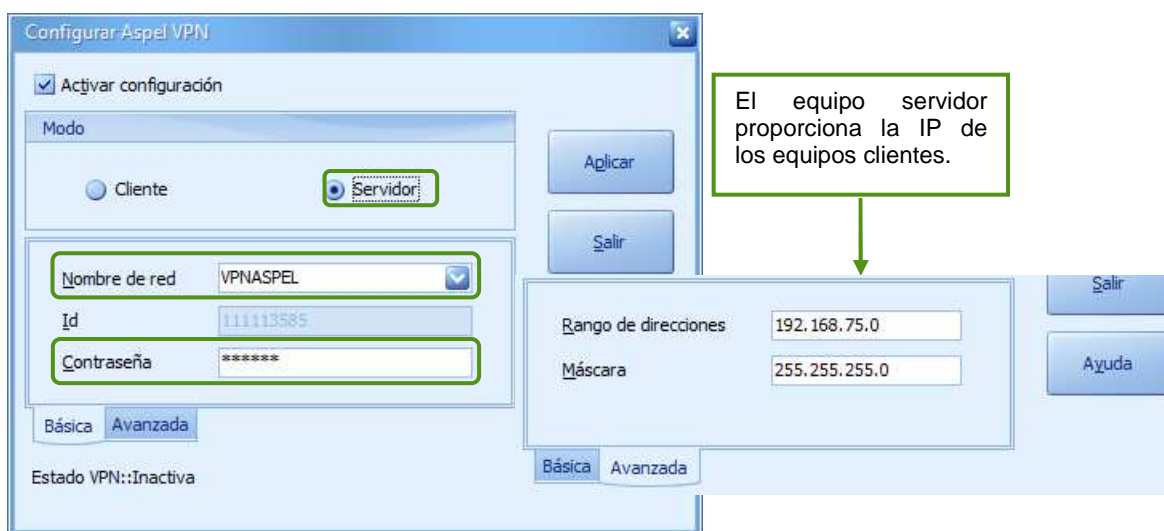 Configurar Aspel VPN
Activar configuración
Modo
Cliente
Servidor
Aplicar
Salir
Nombre de red VPNASPEL
Id 111113585
Contraseña ******
Básica Avanzada
Estado VPN::Inactiva
El equipo servidor
proporciona la IP de
los equipos clientes.
Rango de direcciones 192.168.75.0
Máscara 255.255.255.0
Básica Avanzada
Salir
Ayuda